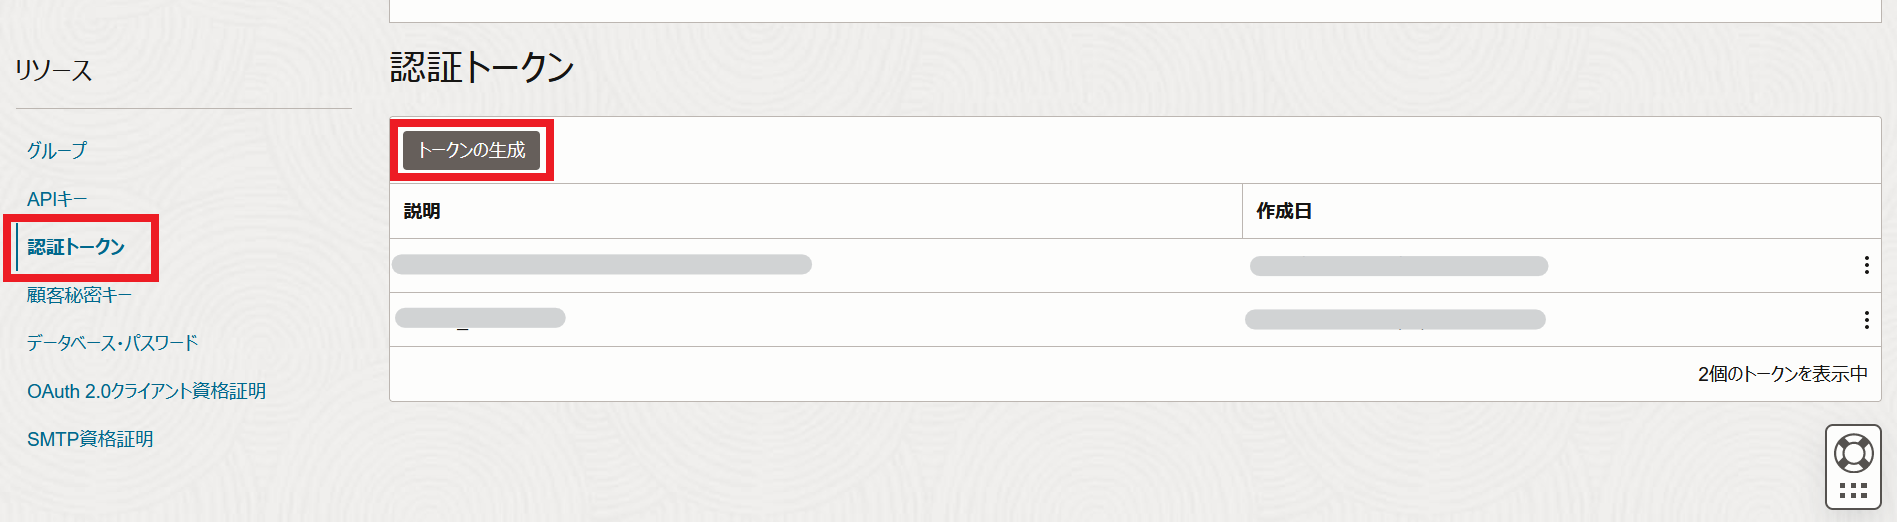 リソース
グループ
APIキー
認証トークン
顧客秘密キー
データベース・パスワード
OAuth 2.0クライアント資格証明
SMTP資格証明
認証トークン
トークンの生成
説明
作成日
2個のトークンを表示中